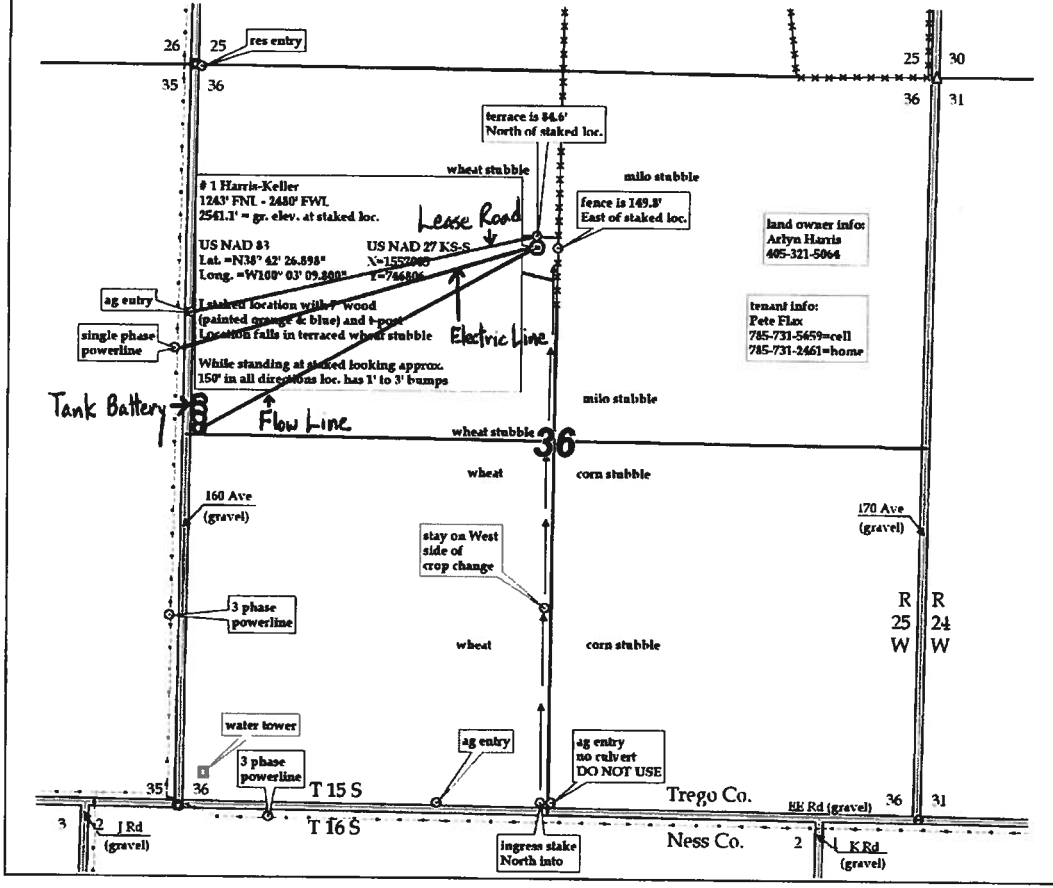 26 25
res entry
25 30
35 36
36 31
terrace is 84.6'
North of staked loc.
wheat stubble
milo stubble
# 1 Harris-Keller
1243' FNL - 2480' FWL
2541.1' = gr. elev. at staked loc.
Lease Road
fence is 149.8'
East of staked loc.
land owner info:
Arlyn Harris
405-321-5064
US NAD 83
Lat. =N38° 42' 26.898"
Long. =W100° 03' 09.800"
US NAD 27 KS-S
ag entry
I staked location with 7' wood
(painted orange & blue) and t-post
Location falls in terraced wheat stubble
Electric Line
single phase
powerline
tenant info:
Pete Flax
785-731-5659=cell
785-731-2461=home
While standing at staked looking approx.
150' in all directions loc. has 1' to 3' bumps
Tank Battery
Flow Line
milo stubble
wheat stubble
36
wheat
corn stubble
160 Ave
(gravel)
170 Ave
(gravel)
stay on West
side of
crop change
3 phase
powerline
R R
25 24
W W
wheat
corn stubble
water tower
3 phase
powerline
ag entry
ag entry
no culvert
DO NOT USE
35 36
T 15 S
Trego Co.
EE Rd (gravel)
36 31
3 2
J Rd
(gravel)
T 16 S
Ness Co.
2 1
K Rd
(gravel)
ingress stake
North into